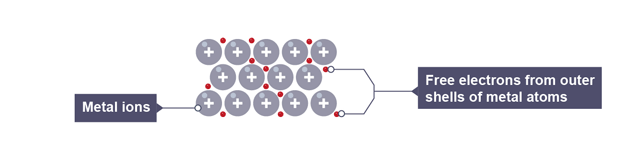 Metal ions
Free electrons from outer
shells of metal atoms